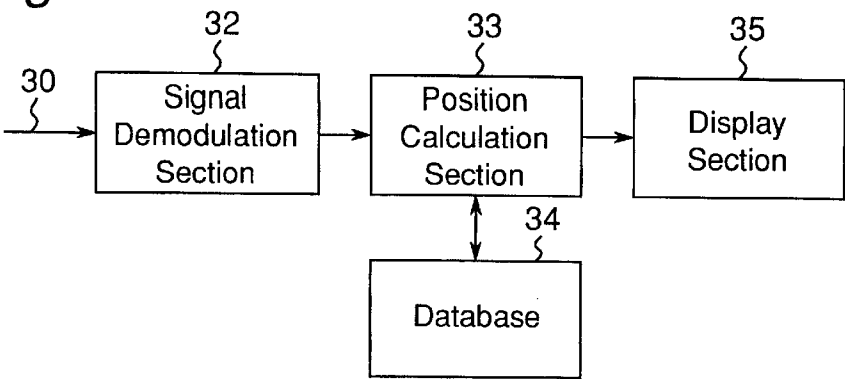 32
33
35
30
Signal
Demodulation
Section
Position
Calculation
Section
Display
Section
34
Database